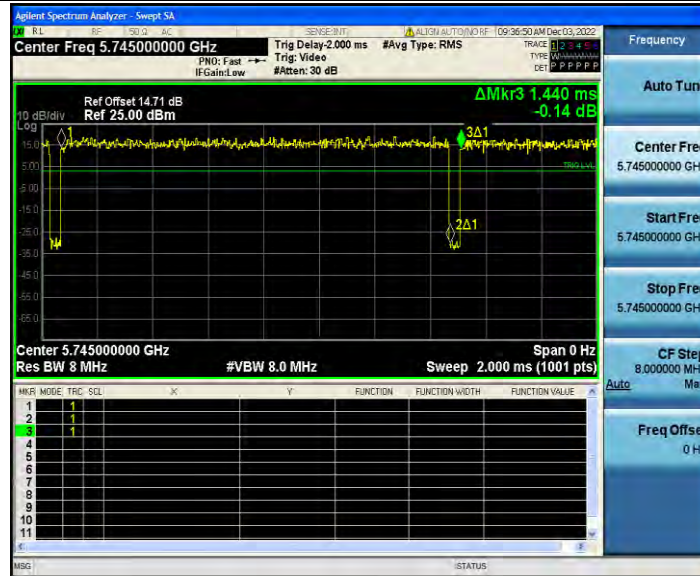 Agilent Spectrum Analyzer - Swept SA
RL RF 50 Ω AC SENSE:INT ALIGN AUTO/NO RF 09:36:50 AM Dec 03, 2022
Center Freq 5.745000000 GHz
PNO: Fast
IFGain:Low
Trig Delay-2.000 ms
Trig: Video
#Atten: 30 dB
#Avg Type: RMS
TRACE 1 2 3 4 5 6
TYPE
DET P P P P P P
Ref Offset 14.71 dB
10 dB/div Ref 25.00 dBm
ΔMkr3 1.440 ms
-0.14 dB
Log
1
3Δ1
15.0
5.00
TRIG LVL
-5.00
-15.0
-25.0
2Δ1
-35.0
-45.0
-55.0
-65.0
Center 5.745000000 GHz Span 0 Hz
Res BW 8 MHz #VBW 8.0 MHz Sweep 2.000 ms (1001 pts)
MKR MODE TRC SCL X Y FUNCTION FUNCTION WIDTH FUNCTION VALUE
1 1
2 1
3 1
4
5
6
7
8
9
10
11
MSG STATUS
Frequency
Auto Tun
Center Fre
5.745000000 GH
Start Fre
5.745000000 GH
Stop Fre
5.745000000 GH
CF Ste
8.000000 MH
Auto Ma
Freq Offse
0 H